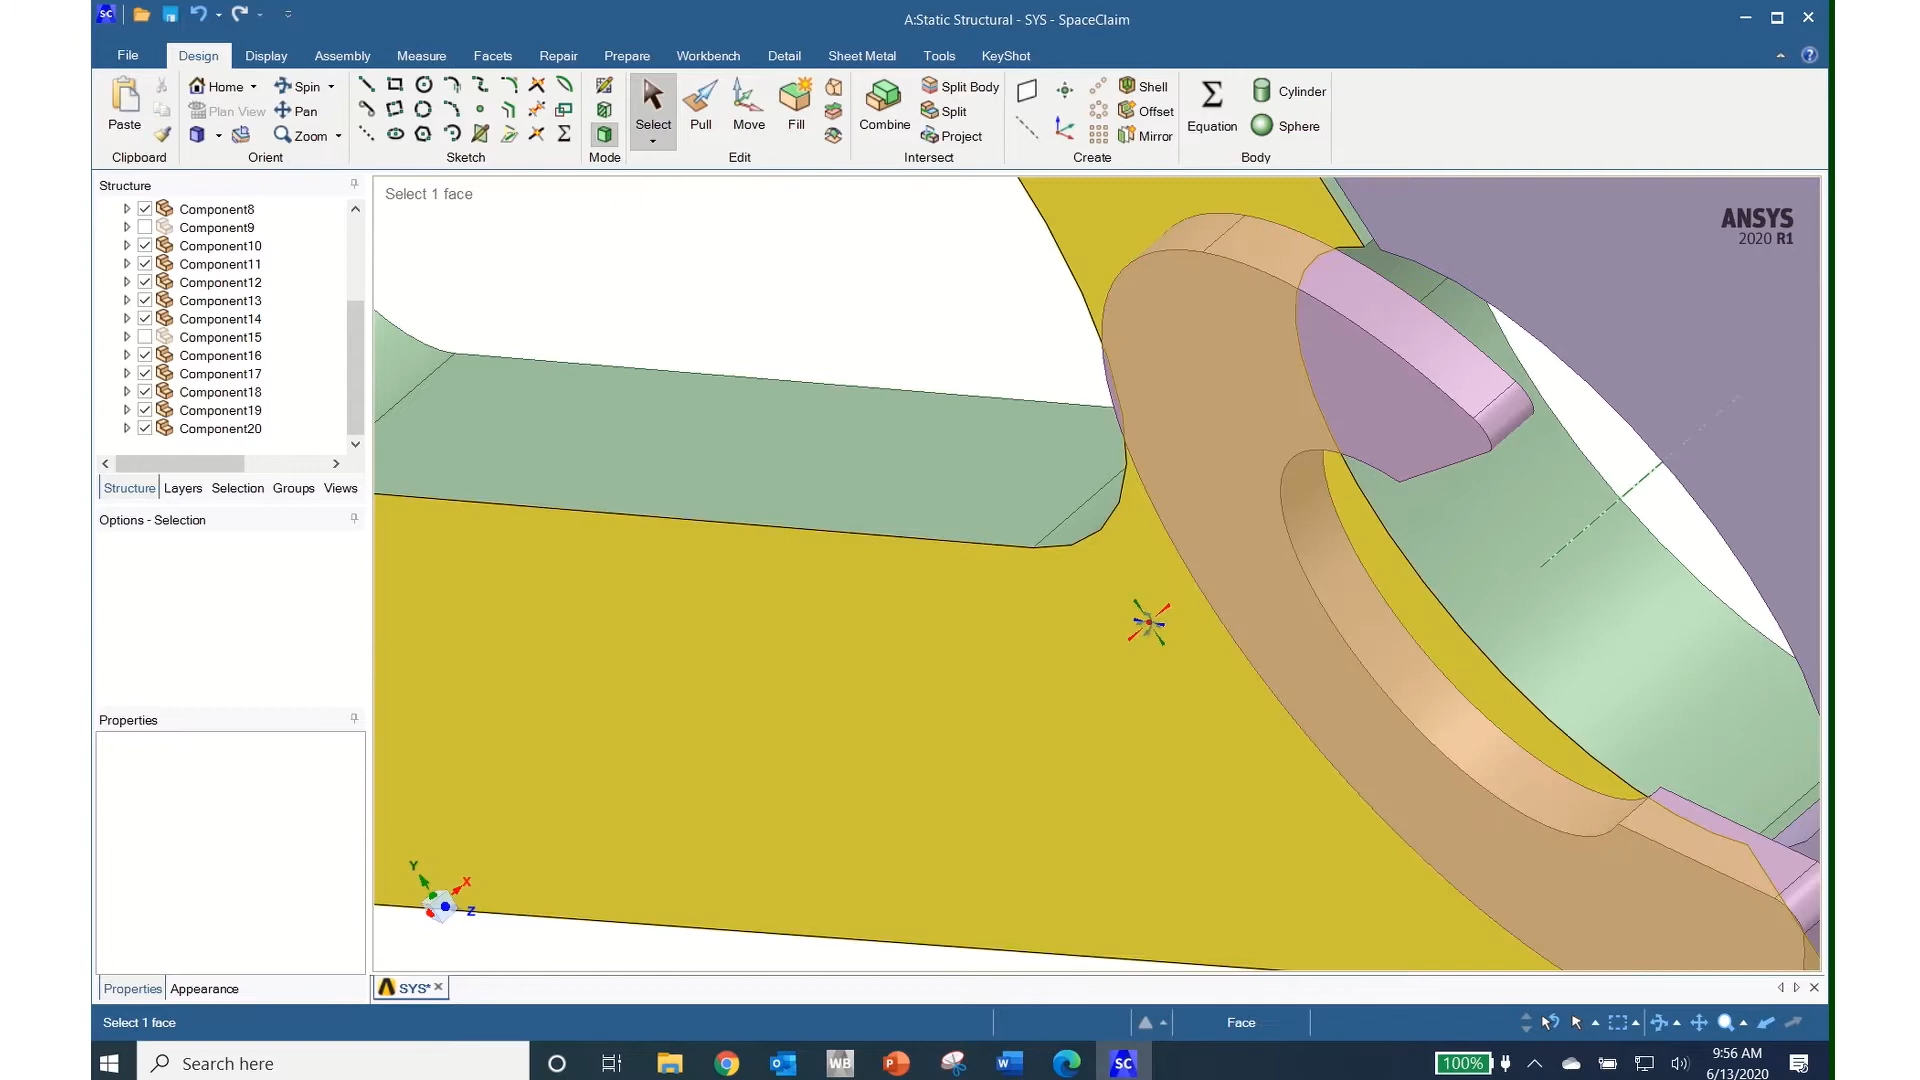 A:Static Structural - SYS - SpaceClaim
File Design Display Assembly Measure Facets Repair Prepare Workbench Detail Sheet Metal Tools KeyShot
Paste
Home Spin
Plan View Pan
Zoom
Select Pull Move Fill
Combine
Split Body
Split
Project
Shell
Offset
Mirror
Equation
Cylinder
Sphere
Clipboard Orient Sketch Mode Edit Intersect Create Body
Structure
Component8
Component9
Component10
Component11
Component12
Component13
Component14
Component15
Component16
Component17
Component18
Component19
Component20
Structure Layers Selection Groups Views
Options - Selection
Properties
Properties Appearance
Select 1 face
ANSYS
2020 R1
Y
X
Z
SYS*
Select 1 face
Face
Search here
WB
SC
100%
9:56 AM
6/13/2020